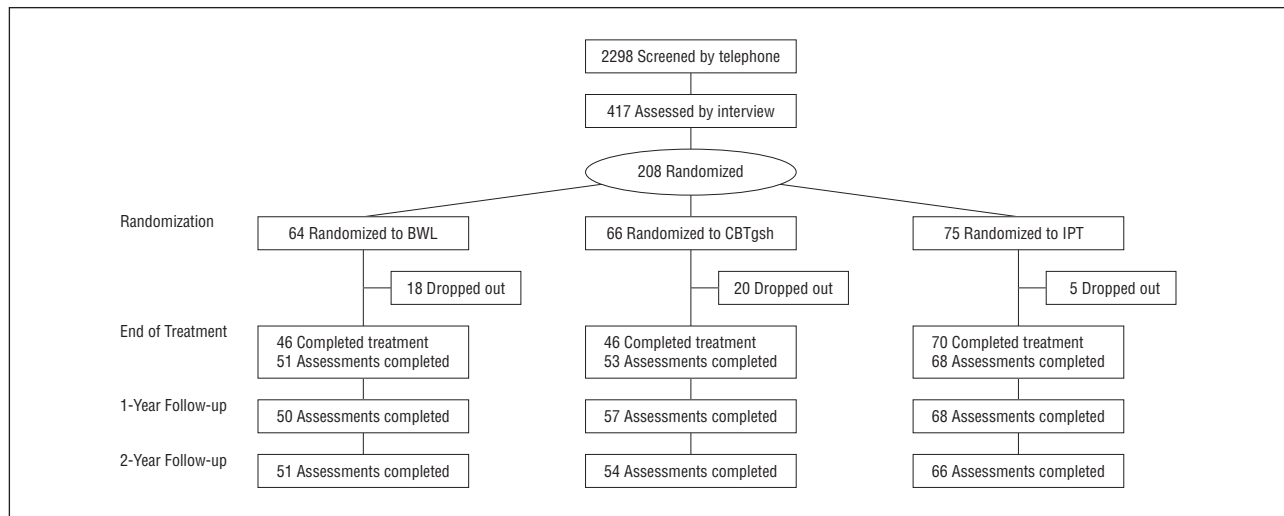 2298 Screened by telephone
417 Assessed by interview
208 Randomized
Randomization
64 Randomized to BWL
66 Randomized to CBTgsh
75 Randomized to IPT
18 Dropped out
20 Dropped out
5 Dropped out
End of Treatment
46 Completed treatment
51 Assessments completed
46 Completed treatment
53 Assessments completed
70 Completed treatment
68 Assessments completed
1-Year Follow-up
50 Assessments completed
57 Assessments completed
68 Assessments completed
2-Year Follow-up
51 Assessments completed
54 Assessments completed
66 Assessments completed